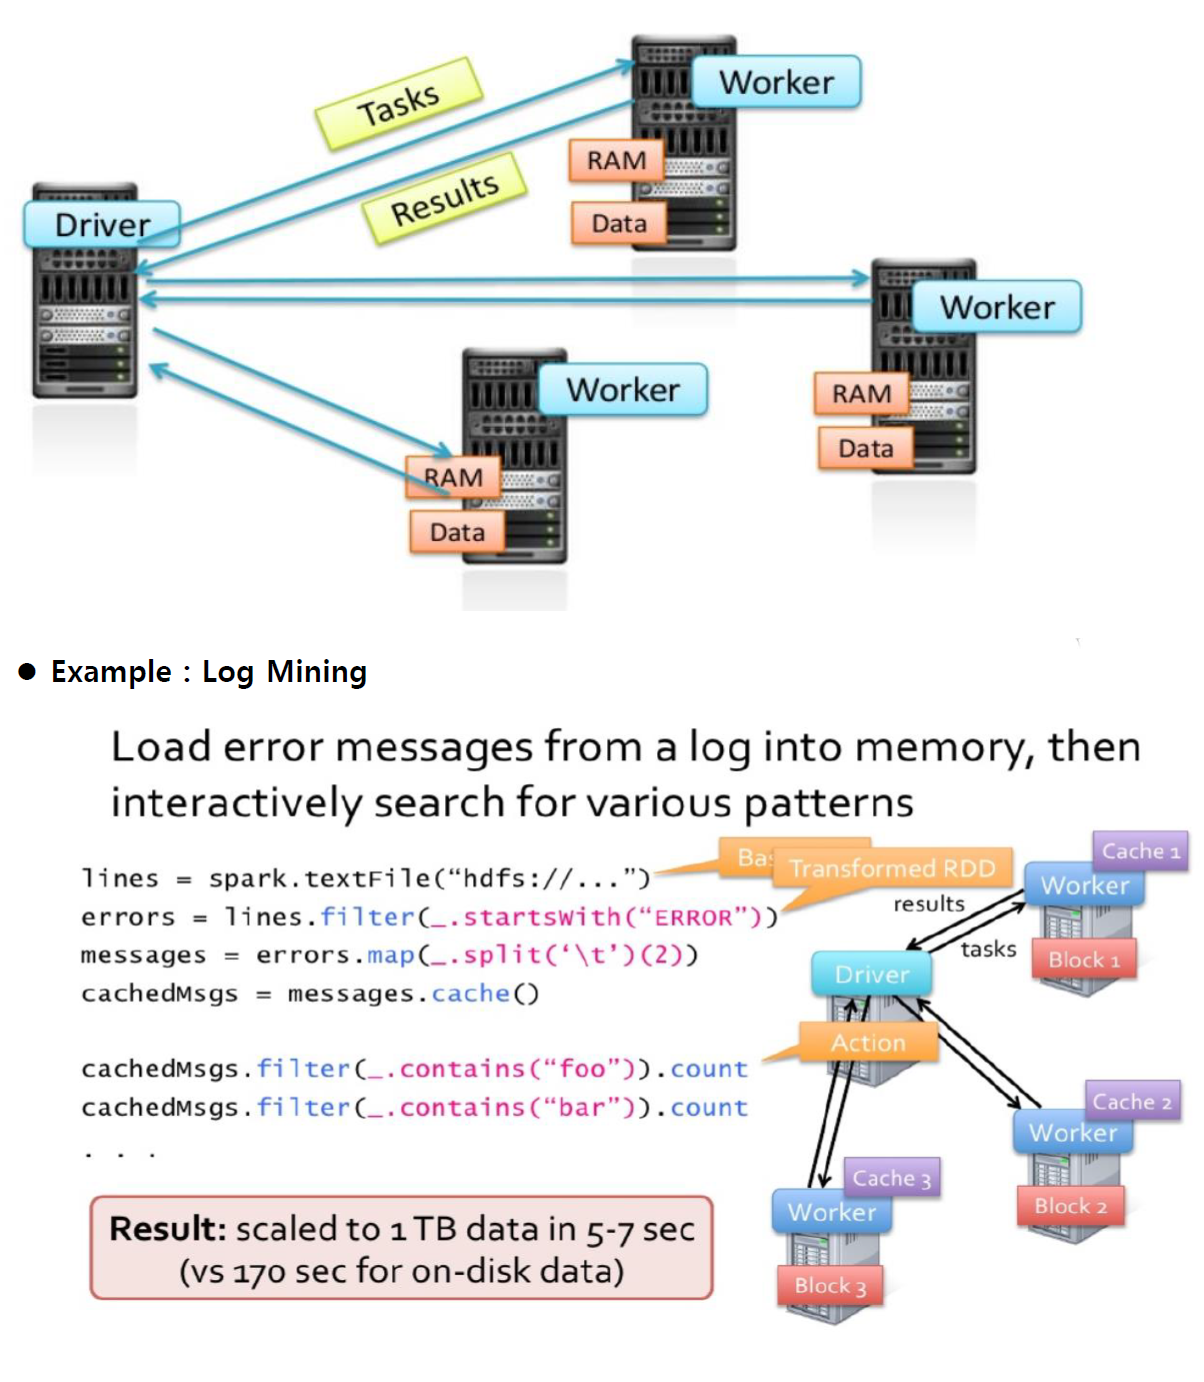 Tasks
Worker
RAM
Results
Driver
Data
Worker
Worker
RAM
Data
RAM
Data
● Example : Log Mining
Load error messages from a log into memory, then
interactively search for various patterns
lines = spark.textFile(“hdfs://...”)
errors = lines.filter(_.startsWith(“ERROR”))
messages = errors.map(_.split(‘\t’)(2))
cachedMsgs = messages.cache()
cachedMsgs.filter(_.contains(“foo”)).count
cachedMsgs.filter(_.contains(“bar”)).count
. . .
Result: scaled to 1 TB data in 5-7 sec
(vs 170 sec for on-disk data)
Transformed RDD
Cache 1
Worker
results
tasks
Block 1
Driver
Action
Cache 2
Worker
Block 2
Cache 3
Worker
Block 3